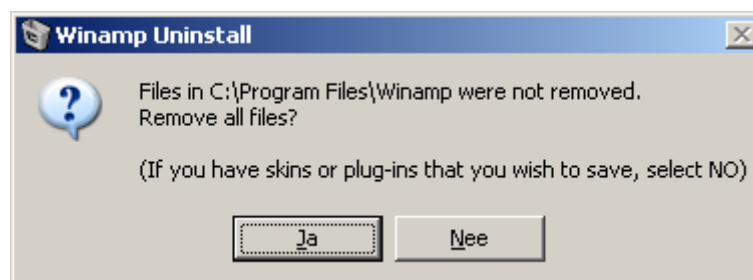 Winamp Uninstall
Files in C:\Program Files\Winamp were not removed.
Remove all files?
(If you have skins or plug-ins that you wish to save, select NO)
Ja
Nee